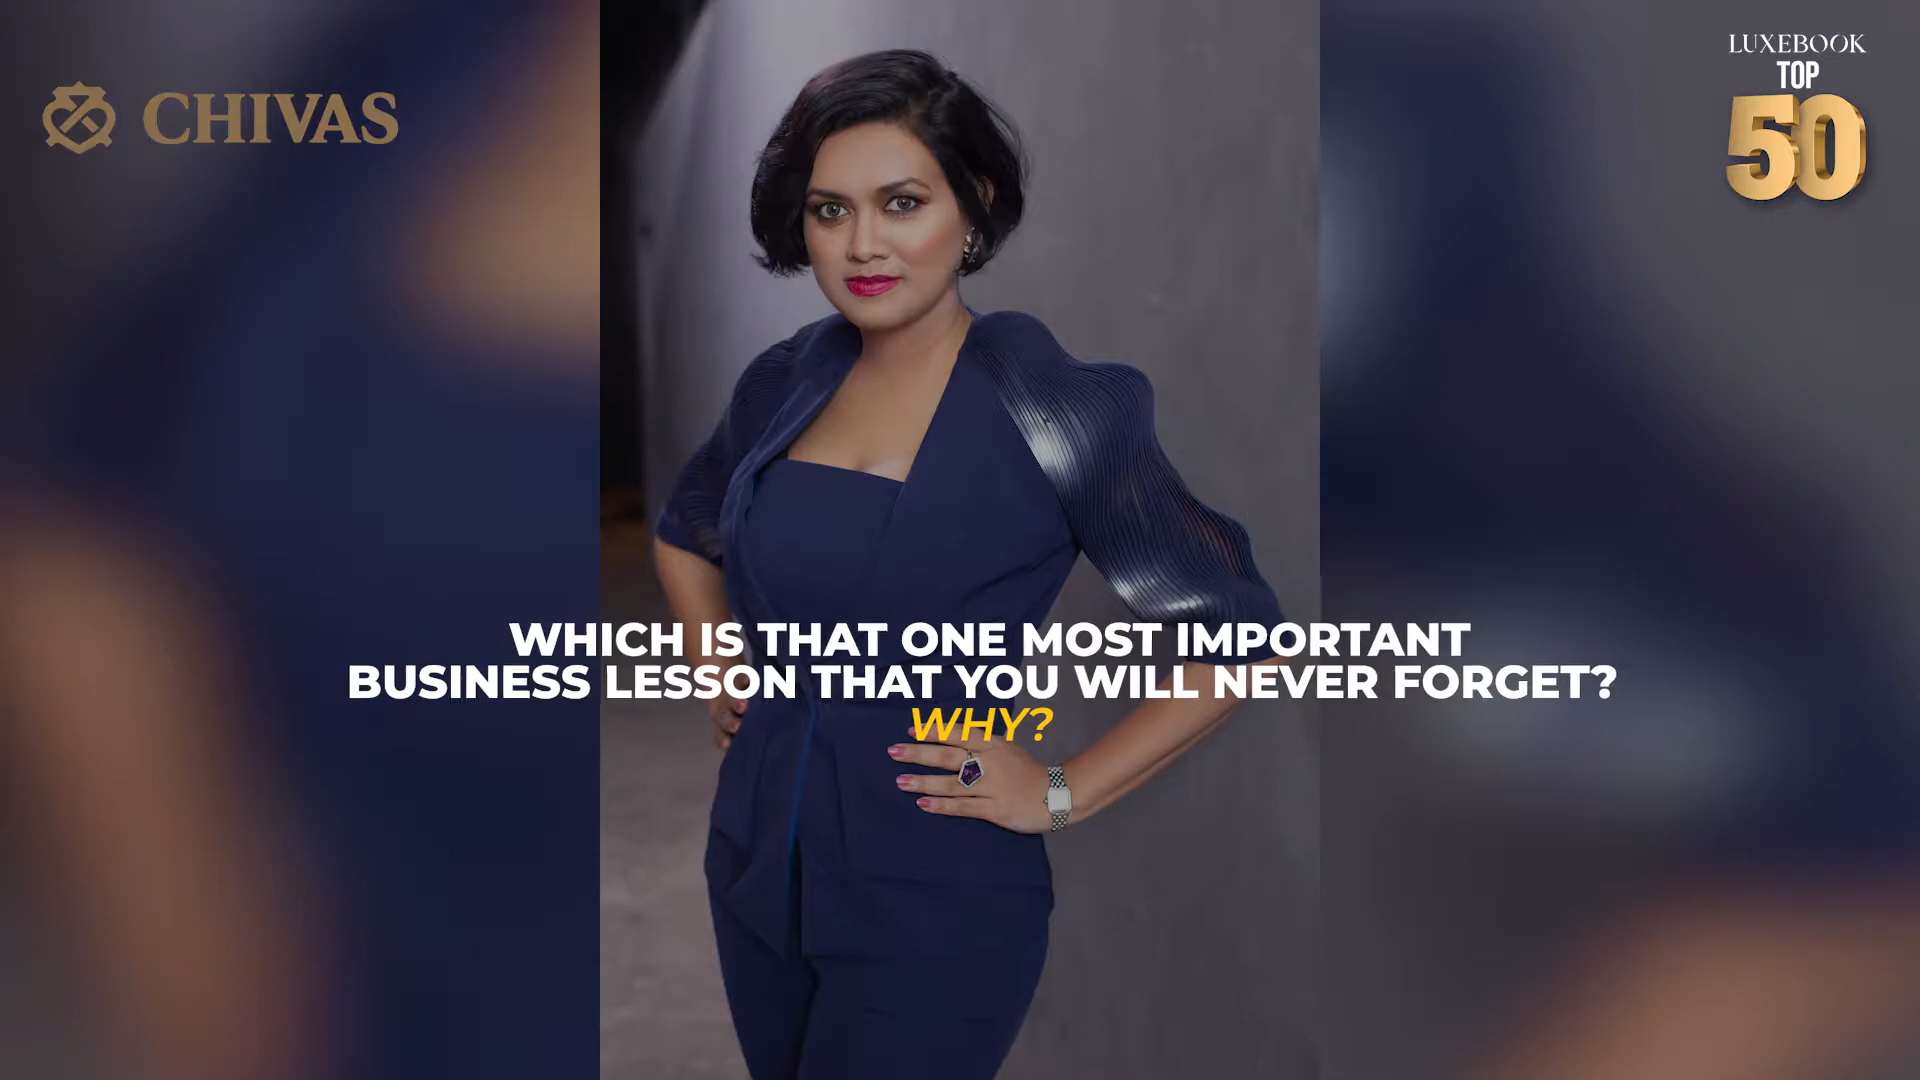 CHIVAS
LUXEBOOK
TOP
50
WHICH IS THAT ONE MOST IMPORTANT
BUSINESS LESSON THAT YOU WILL NEVER FORGET?
WHY?